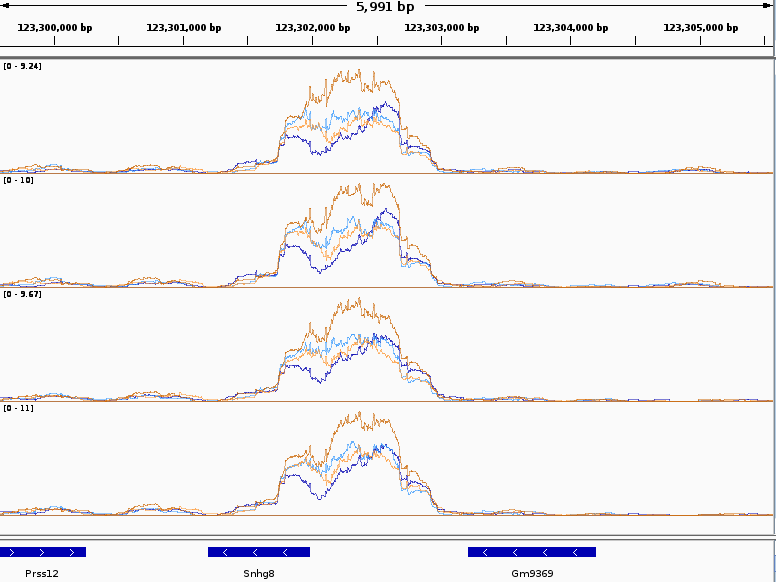 5,991 bp
123,300,000 bp 123,301,000 bp 123,302,000 bp 123,303,000 bp 123,304,000 bp 123,305,000 bp
[0 - 9.24]
[0 - 10]
[0 - 9.67]
[0 - 11]
Prss12 Snhg8 Gm9369